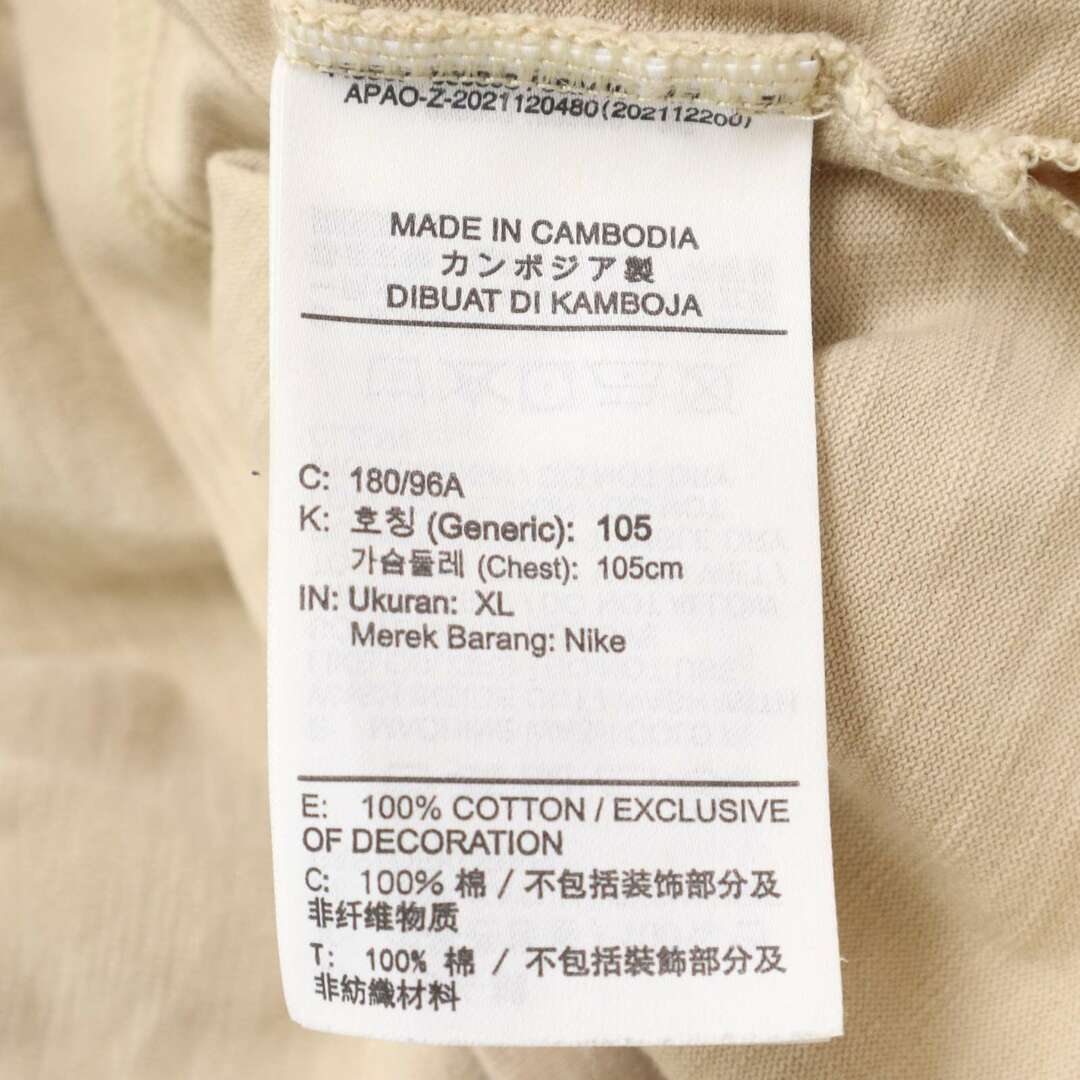 APAO-Z-2021120480(202112260)
MADE IN CAMBODIA
カンボジア製
DIBUAT DI KAMBOJA
C: 180/96A
K: 호칭 (Generic): 105
가슴둘레 (Chest): 105cm
IN: Ukuran: XL
Merek Barang: Nike
E: 100% COTTON / EXCLUSIVE
OF DECORATION
C: 100% 棉 / 不包括装饰部分及
非纤维物质
T: 100% 棉 / 不包括裝飾部分及
非紡織材料